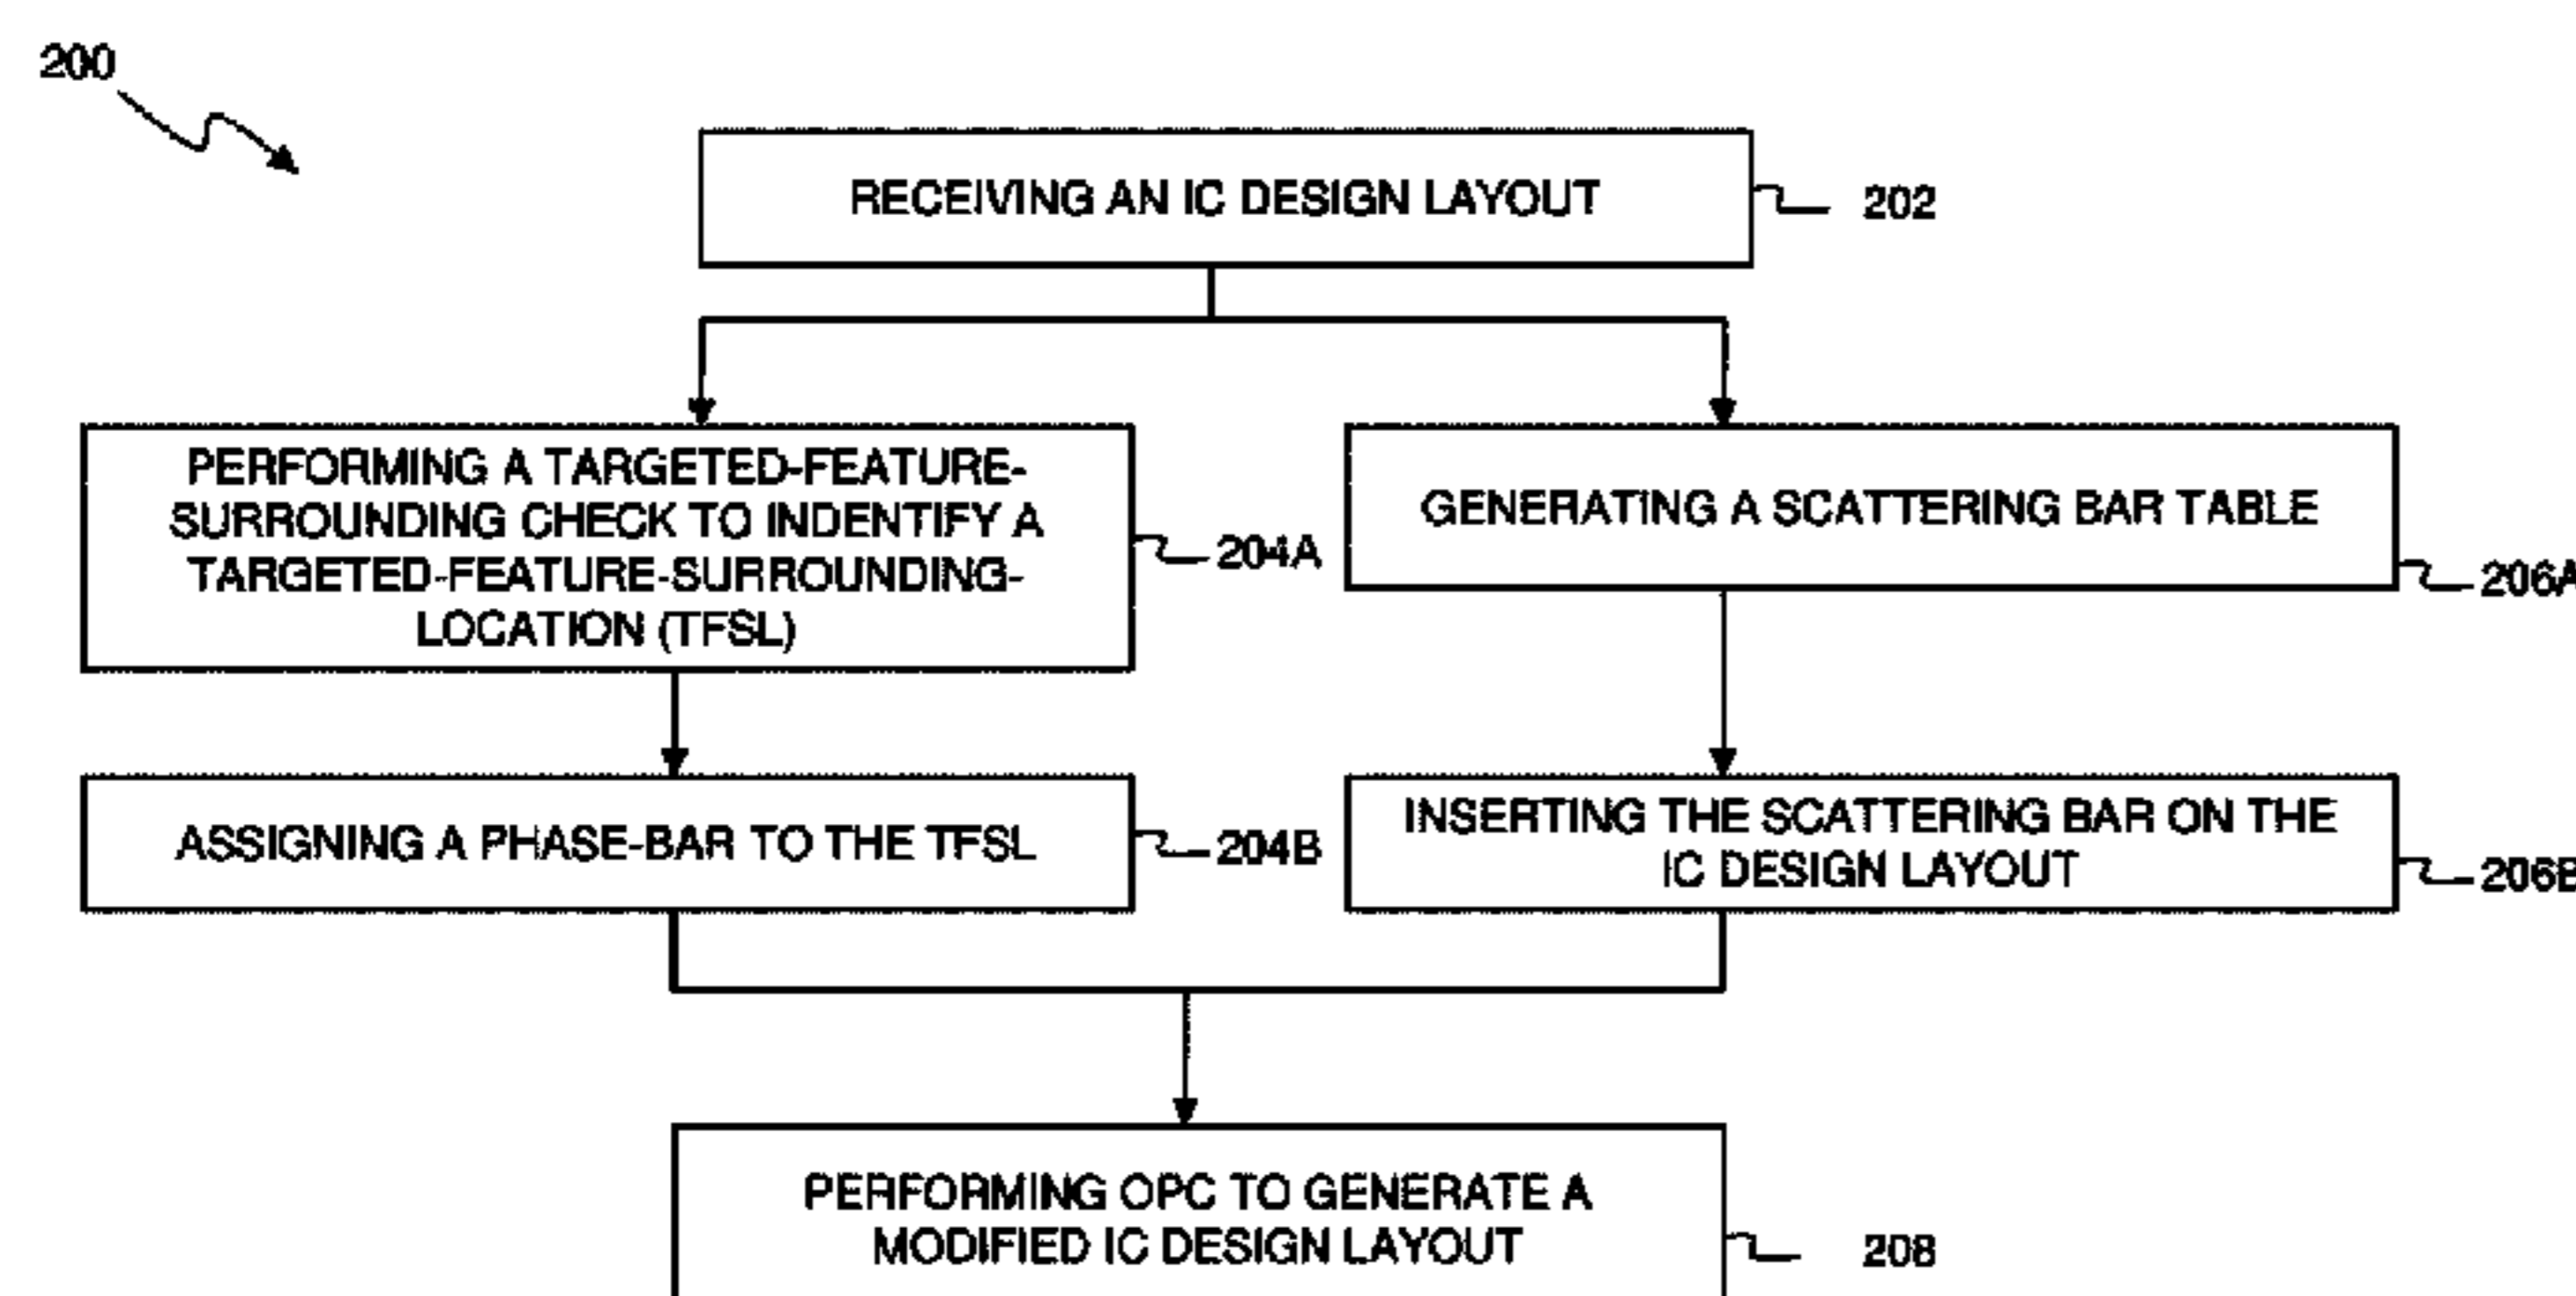 200
RECEIVING AN IC DESIGN LAYOUT
202
PERFORMING A TARGETED-FEATURE-
SURROUNDING CHECK TO INDENTIFY A
TARGETED-FEATURE-SURROUNDING-
LOCATION (TFSL)
204A
GENERATING A SCATTERING BAR TABLE
206A
ASSIGNING A PHASE-BAR TO THE TFSL
204B
INSERTING THE SCATTERING BAR ON THE
IC DESIGN LAYOUT
206B
PERFORMING OPC TO GENERATE A
MODIFIED IC DESIGN LAYOUT
208